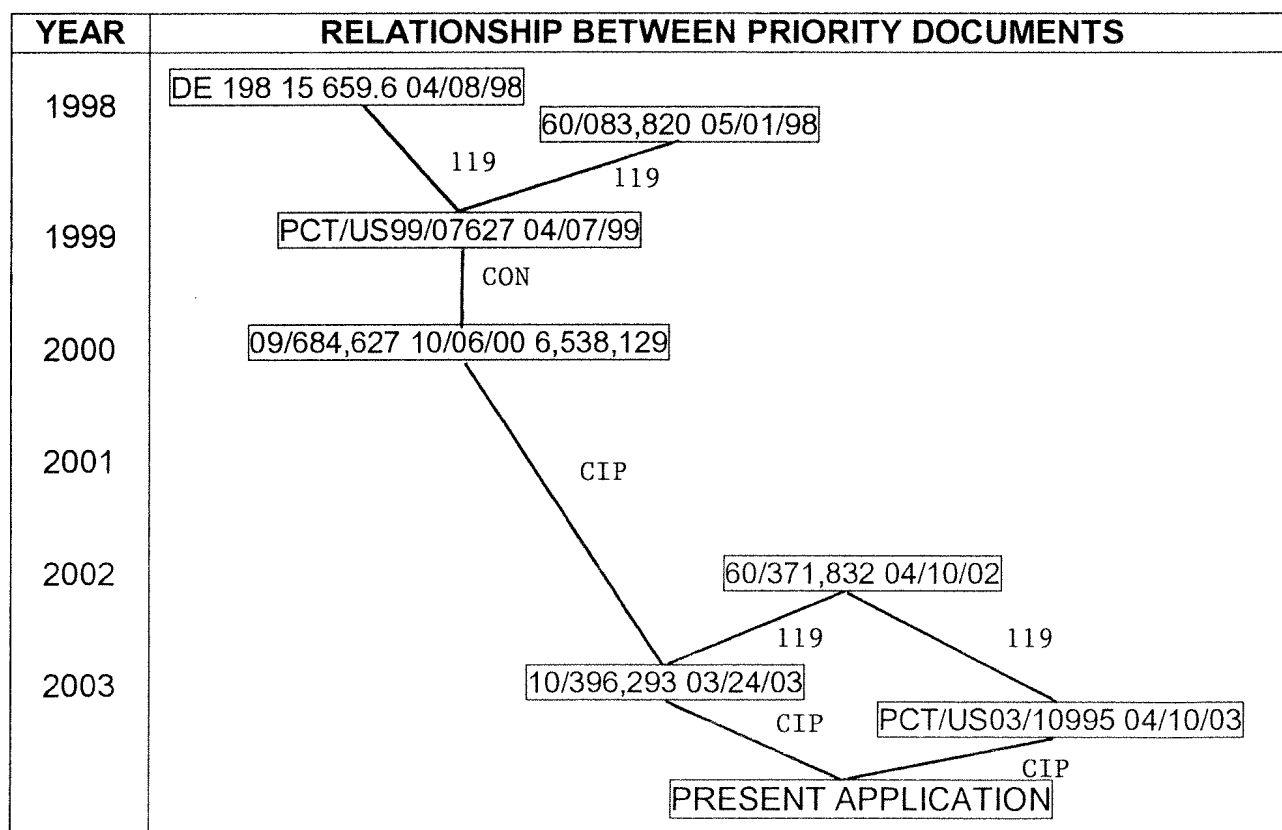 YEAR RELATIONSHIP BETWEEN PRIORITY DOCUMENTS
1998 DE 198 15 659.6 04/08/98
60/083,820 05/01/98
119
119
1999 PCT/US99/07627 04/07/99
CON
2000 09/684,627 10/06/00 6,538,129
2001 CIP
2002 60/371,832 04/10/02
119 119
2003 10/396,293 03/24/03
CIP PCT/US03/10995 04/10/03
CIP
PRESENT APPLICATION